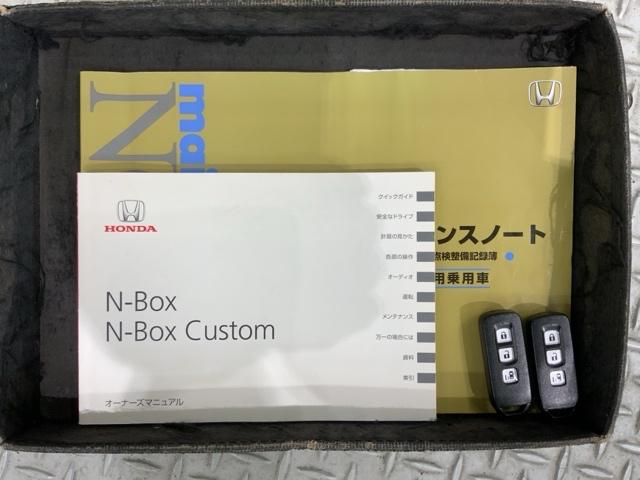 mai
N
HONDA
N-Box
N-Box Custom
オーナーズマニュアル
クイックガイド
安全なドライブ
計器の見かた
各部の操作
オーディオ
運転
メンテナンス
万一の場合には
資料
索引
ンスノート
点検整備記録簿
用乗用車